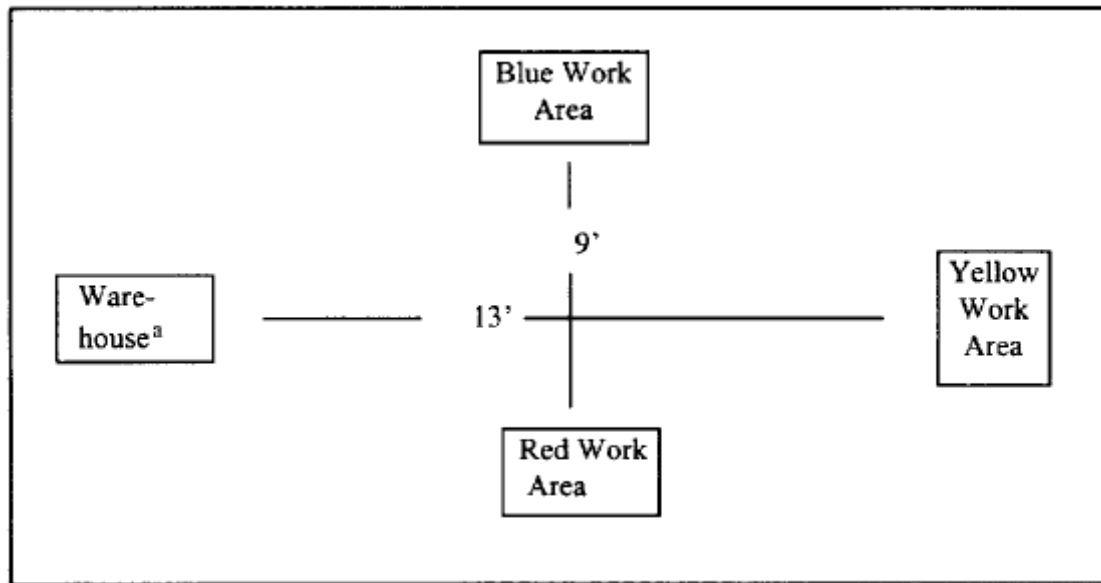 Blue Work
Area
9’
Ware-
house ª
13’
Yellow
Work
Area
Red Work
Area